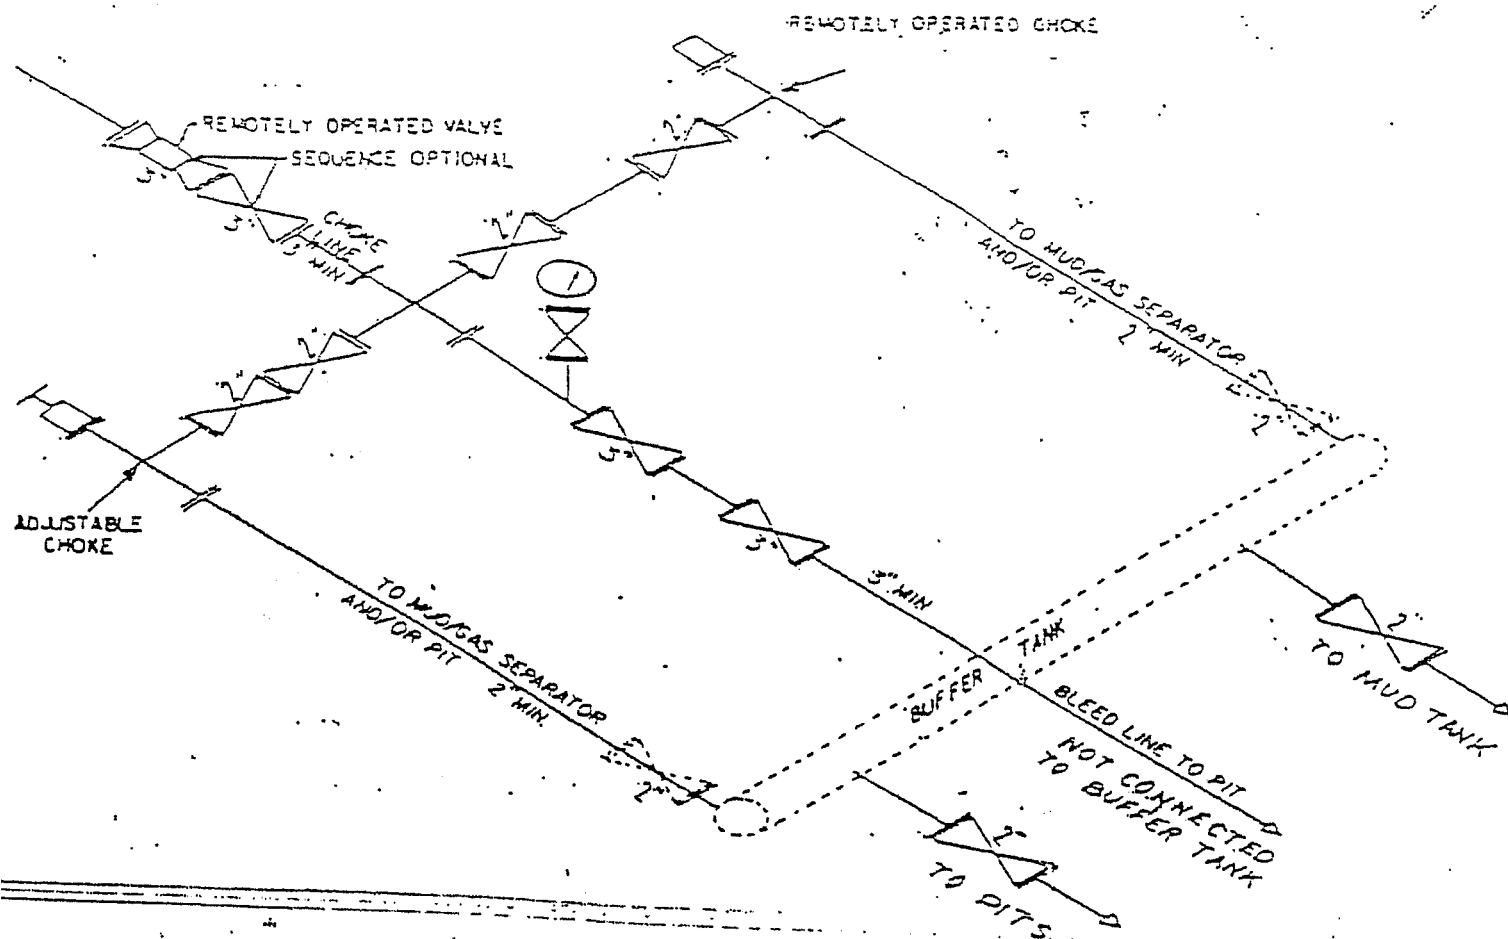 REMOTELY OPERATED CHOKE
REMOTELY OPERATED VALVE
SEQUENCE OPTIONAL
3"
3"
CHOKE
LINE
3" MIN
2"
2"
2"
2"
ADJUSTABLE
CHOKE
TO MUD/GAS SEPARATOR
AND/OR PIT
2" MIN
2"
3"
3"
3" MIN
TO MUD/GAS SEPARATOR
AND/OR PIT
2" MIN.
2"
BUFFER TANK
BLEED LINE TO PIT
NOT CONNECTED
TO BUFFER TANK
2"
TO MUD TANK
2"
TO PITS